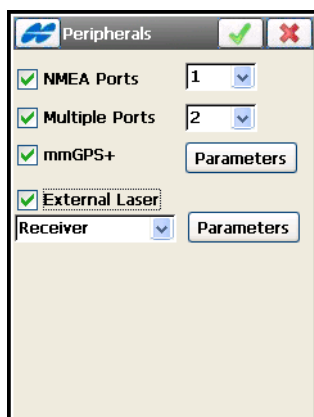 Peripherals
NMEA Ports 1
Multiple Ports 2
mmGPS+ Parameters
External Laser
Receiver Parameters